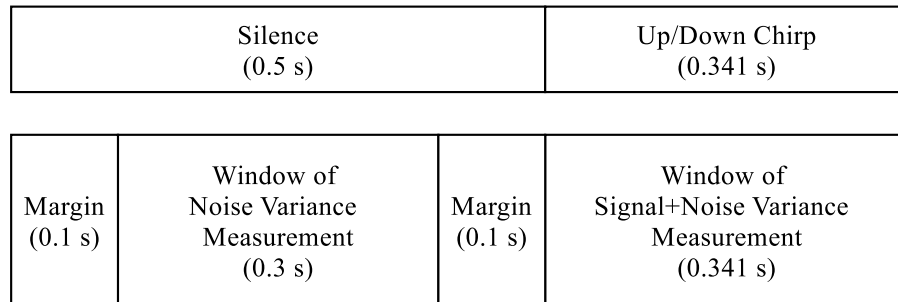 Silence
(0.5 s)
Up/Down Chirp
(0.341 s)
Margin
(0.1 s)
Window of
Noise Variance
Measurement
(0.3 s)
Margin
(0.1 s)
Window of
Signal+Noise Variance
Measurement
(0.341 s)